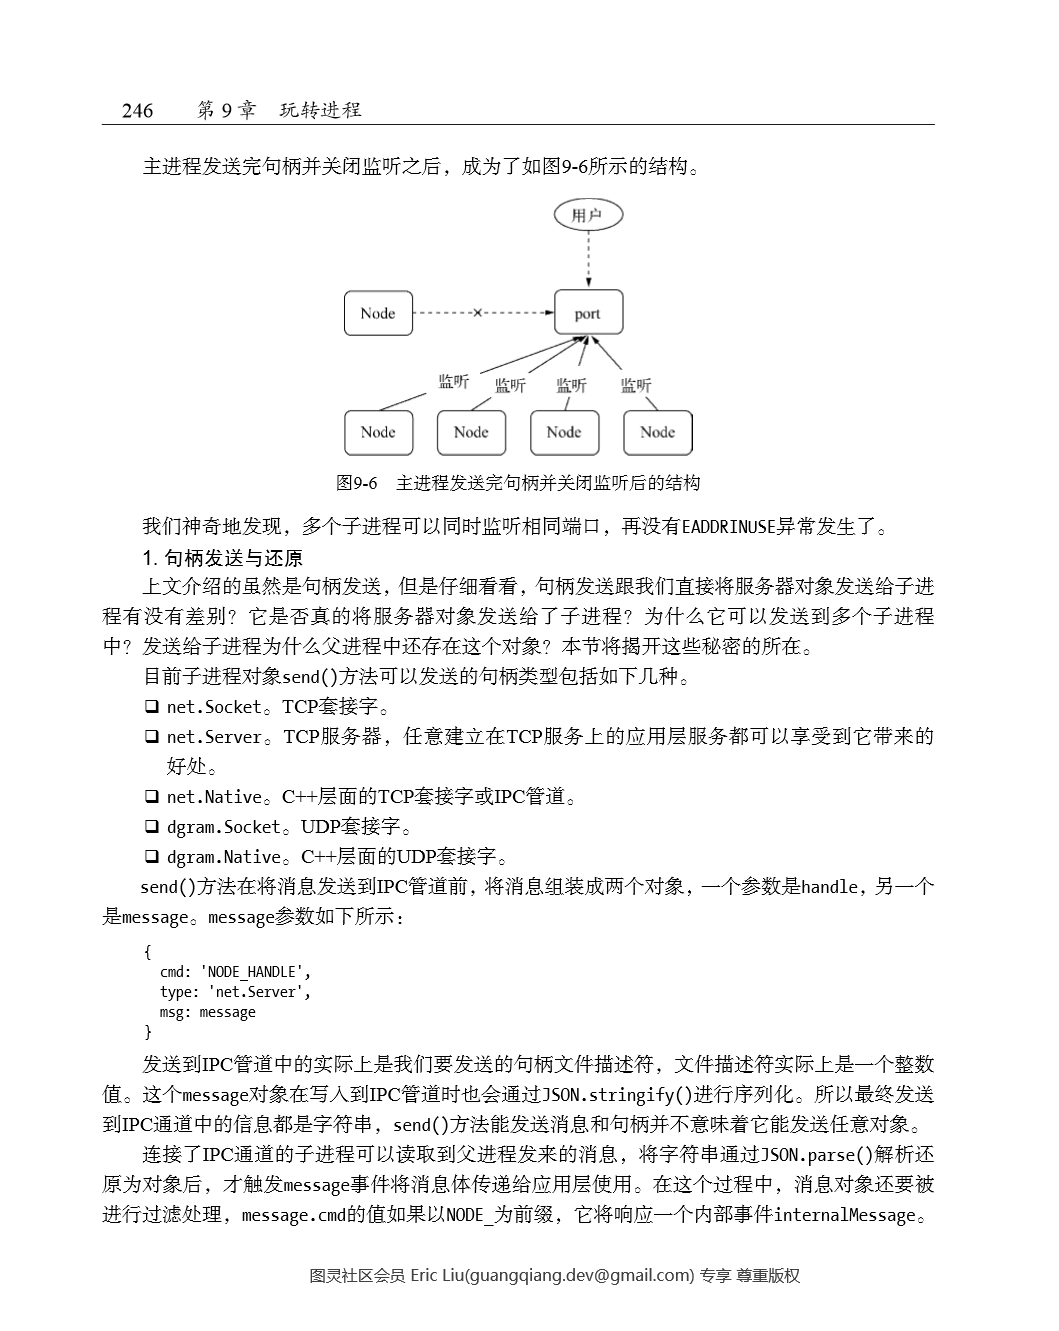 246 第 9 章 玩转进程
主进程发送完句柄并关闭监听之后，成为了如图9-6所示的结构。
用户
Node
×
port
监听 监听 监听 监听
Node Node Node Node
图9-6 主进程发送完句柄并关闭监听后的结构
我们神奇地发现，多个子进程可以同时监听相同端口，再没有EADDRINUSE异常发生了。
1. 句柄发送与还原
上文介绍的虽然是句柄发送，但是仔细看看，句柄发送跟我们直接将服务器对象发送给子进
程有没有差别？它是否真的将服务器对象发送给了子进程？为什么它可以发送到多个子进程
中？发送给子进程为什么父进程中还存在这个对象？本节将揭开这些秘密的所在。
目前子进程对象send()方法可以发送的句柄类型包括如下几种。
❑ net.Socket。TCP套接字。
❑ net.Server。TCP服务器，任意建立在TCP服务上的应用层服务都可以享受到它带来的
好处。
❑ net.Native。C++层面的TCP套接字或IPC管道。
❑ dgram.Socket。UDP套接字。
❑ dgram.Native。C++层面的UDP套接字。
send()方法在将消息发送到IPC管道前，将消息组装成两个对象，一个参数是handle，另一个
是message。message参数如下所示：
{
cmd: 'NODE_HANDLE',
type: 'net.Server',
msg: message
}
发送到IPC管道中的实际上是我们要发送的句柄文件描述符，文件描述符实际上是一个整数
值。这个message对象在写入到IPC管道时也会通过JSON.stringify()进行序列化。所以最终发送
到IPC通道中的信息都是字符串，send()方法能发送消息和句柄并不意味着它能发送任意对象。
连接了IPC通道的子进程可以读取到父进程发来的消息，将字符串通过JSON.parse()解析还
原为对象后，才触发message事件将消息体传递给应用层使用。在这个过程中，消息对象还要被
进行过滤处理，message.cmd的值如果以NODE_为前缀，它将响应一个内部事件internalMessage。
图灵社区会员 Eric Liu(guangqiang.dev@gmail.com) 专享 尊重版权